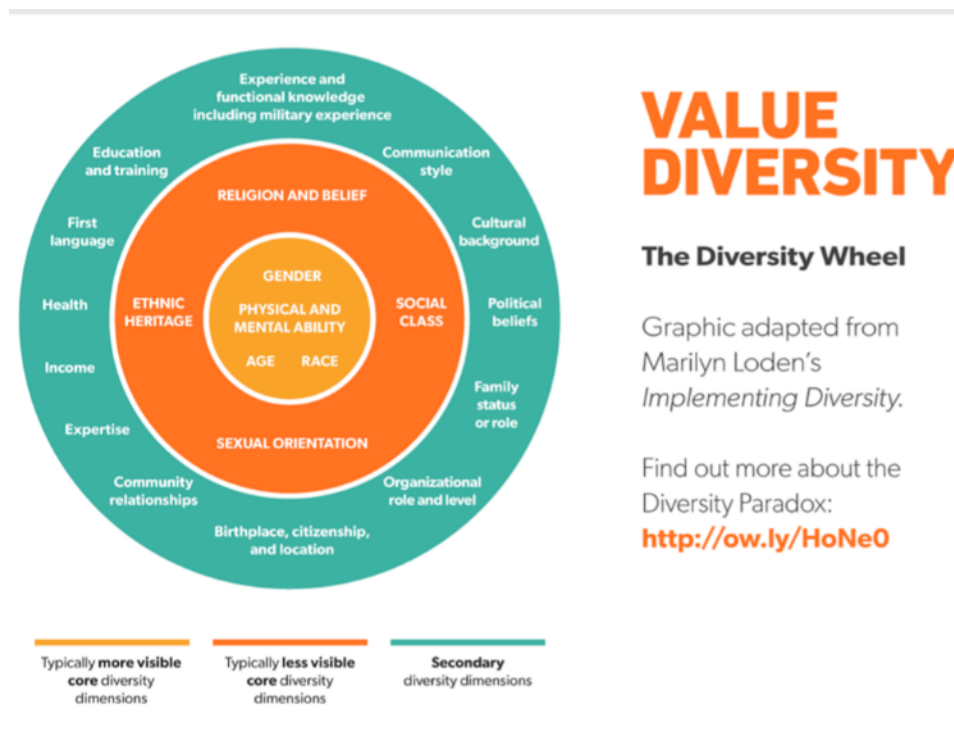 Experience and
functional knowledge
including military experience
Education
and training
Communication
style
RELIGION AND BELIEF
First
language
Cultural
background
GENDER
Health
ETHNIC
HERITAGE
PHYSICAL AND
MENTAL ABILITY
SOCIAL
CLASS
Political
beliefs
AGE RACE
Income
Family
status
or role
Expertise
SEXUAL ORIENTATION
Community
relationships
Organizational
role and level
Birthplace, citizenship,
and location
VALUE
DIVERSITY
The Diversity Wheel
Graphic adapted from
Marilyn Loden's
Implementing Diversity.
Find out more about the
Diversity Paradox:
http://ow.ly/HoNe0
Typically more visible
core diversity
dimensions
Typically less visible
core diversity
dimensions
Secondary
diversity dimensions